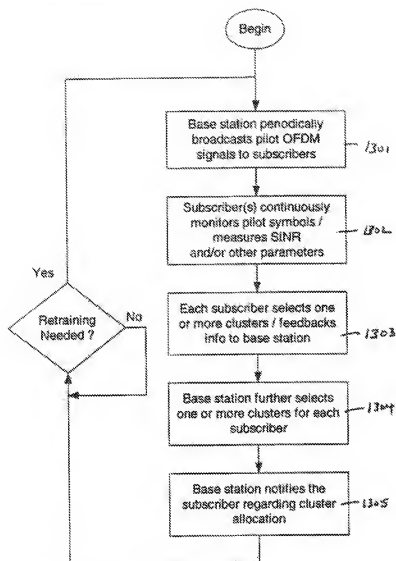 Begin
Base station periodically
broadcasts pilot OFDM
signals to subscribers
1301
Subscriber(s) continuously
monitors pilot symbols /
measures SINR
and/or other parameters
1302
Yes
Retraining
Needed ?
No
Each subscriber selects one
or more clusters / feedbacks
info to base station
1303
Base station further selects
one or more clusters for each
subscriber
1304
Base station notifies the
subscriber regarding cluster
allocation
1305